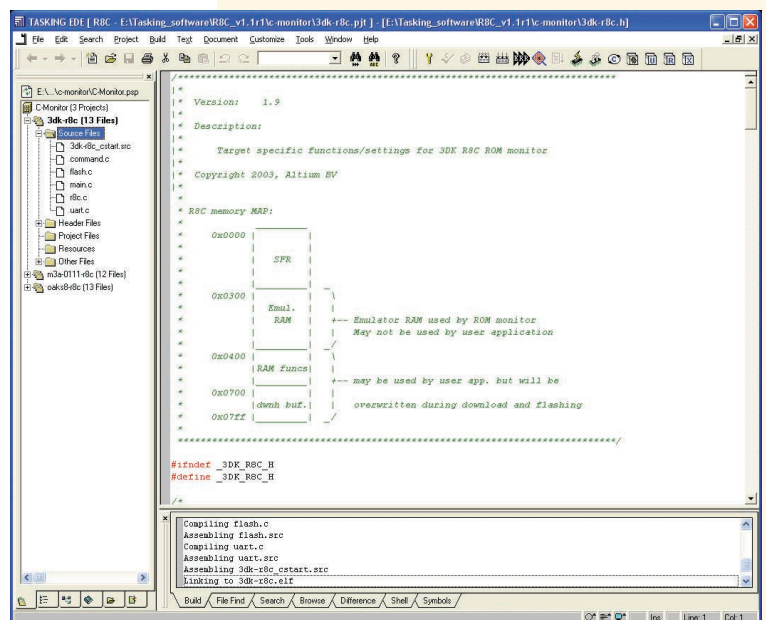 TASKING EDE [ R8C - E:\Tasking_software\R8C_v1.1r1\c-monitor\3dk-r8c.pjt ] - [E:\Tasking_software\R8C_v1.1r1\c-monitor\3dk-r8c.h]
File Edit Search Project Build Text Document Customize Tools Window Help
E:\...\c-monitor\C-Monitor.psp
C-Monitor (3 Projects)
3dk-r8c (13 Files)
Source Files
3dk-r8c_cstart.src
command.c
flash.c
main.c
r8c.c
uart.c
Header Files
Project Files
Resources
Other Files
m3a-0111-r8c (12 Files)
oaks8-r8c (13 Files)
/****************************************************************************
|*
|* Version: 1.9
|*
|* Description:
|*
|* Target specific functions/settings for 3DK R8C ROM monitor
|*
|* Copyright 2003, Altium BV
*
* R8C memory MAP:
* ________
* 0x0000 | |
* | |
* | SFR |
* | |
* |________| _
* 0x0300 | | \
* | Emul. | |
* | RAM | +-- Emulator RAM used by ROM monitor
* | | | May not be used by user application
* |________| _/
* 0x0400 | | \
* |RAM funcs| |
* |________| +-- may be used by user app. but will be
* 0x0700 | | |
* |dwnh buf.| | overwritten during download and flashing
* 0x07ff |________| _/
*
****************************************************************************/
#ifndef _3DK_R8C_H
#define _3DK_R8C_H
/*
Compiling flash.c
Assembling flash.src
Compiling uart.c
Assembling uart.src
Assembling 3dk-r8c_cstart.src
Linking to 3dk-r8c.elf
Build / File Find / Search / Browse / Difference / Shell / Symbols /
Ins Line: 1 Col: 1